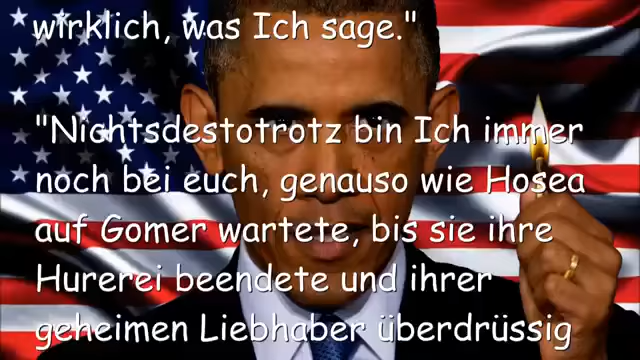 wirklich, was Ich sage."
"Nichtsdestotrotz bin Ich immer
noch bei euch, genauso wie Hosea
auf Gomer wartete, bis sie ihre
Hurerei beendete und ihrer
geheimen Liebhaber überdrüssig